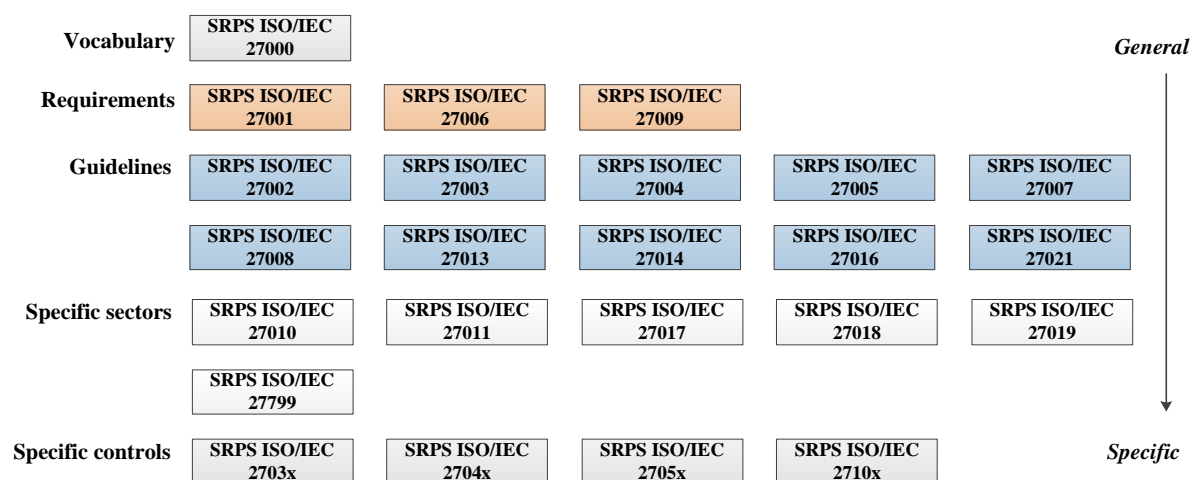 Vocabulary
SRPS ISO/IEC
27000
General
Requirements
SRPS ISO/IEC
27001
SRPS ISO/IEC
27006
SRPS ISO/IEC
27009
Guidelines
SRPS ISO/IEC
27002
SRPS ISO/IEC
27003
SRPS ISO/IEC
27004
SRPS ISO/IEC
27005
SRPS ISO/IEC
27007
SRPS ISO/IEC
27008
SRPS ISO/IEC
27013
SRPS ISO/IEC
27014
SRPS ISO/IEC
27016
SRPS ISO/IEC
27021
Specific sectors
SRPS ISO/IEC
27010
SRPS ISO/IEC
27011
SRPS ISO/IEC
27017
SRPS ISO/IEC
27018
SRPS ISO/IEC
27019
SRPS ISO/IEC
27799
Specific controls
SRPS ISO/IEC
2703x
SRPS ISO/IEC
2704x
SRPS ISO/IEC
2705x
SRPS ISO/IEC
2710x
Specific